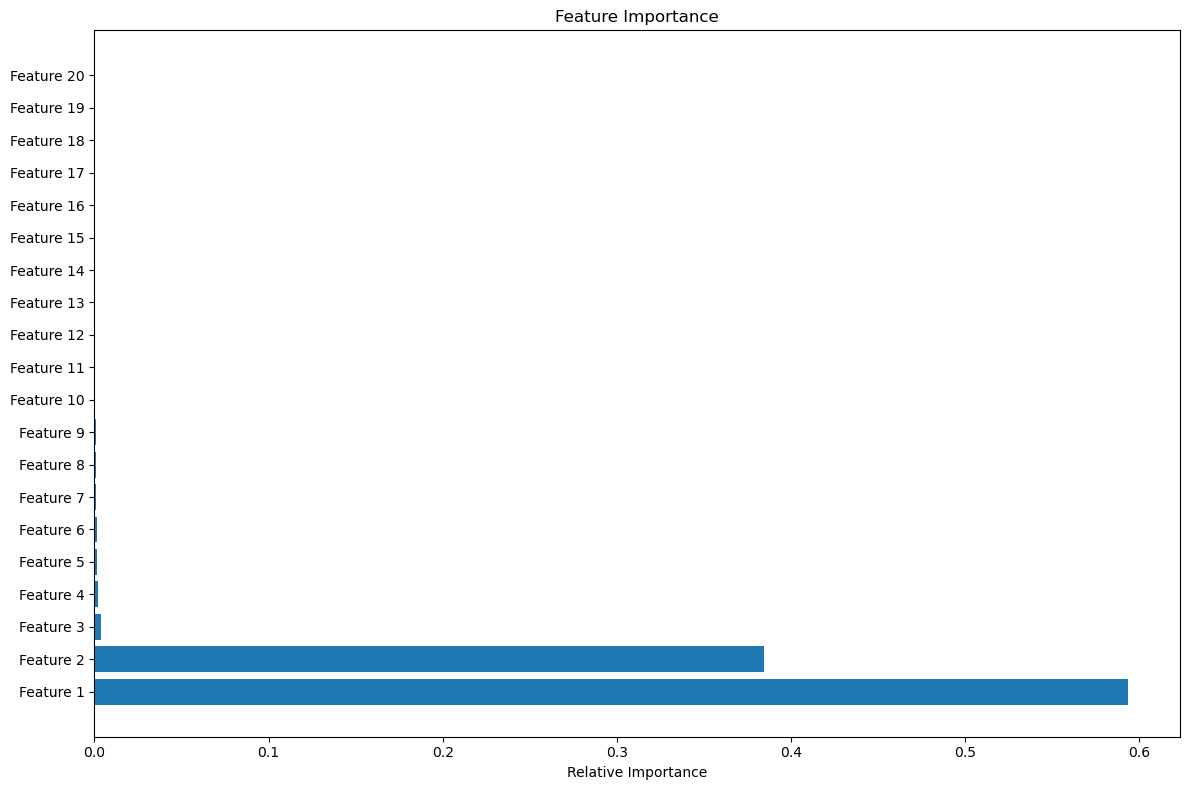 Feature Importance
Feature 20
Feature 19
Feature 18
Feature 17
Feature 16
Feature 15
Feature 14
Feature 13
Feature 12
Feature 11
Feature 10
Feature 9
Feature 8
Feature 7
Feature 6
Feature 5
Feature 4
Feature 3
Feature 2
Feature 1
0.0 0.1 0.2 0.3 0.4 0.5 0.6
Relative Importance